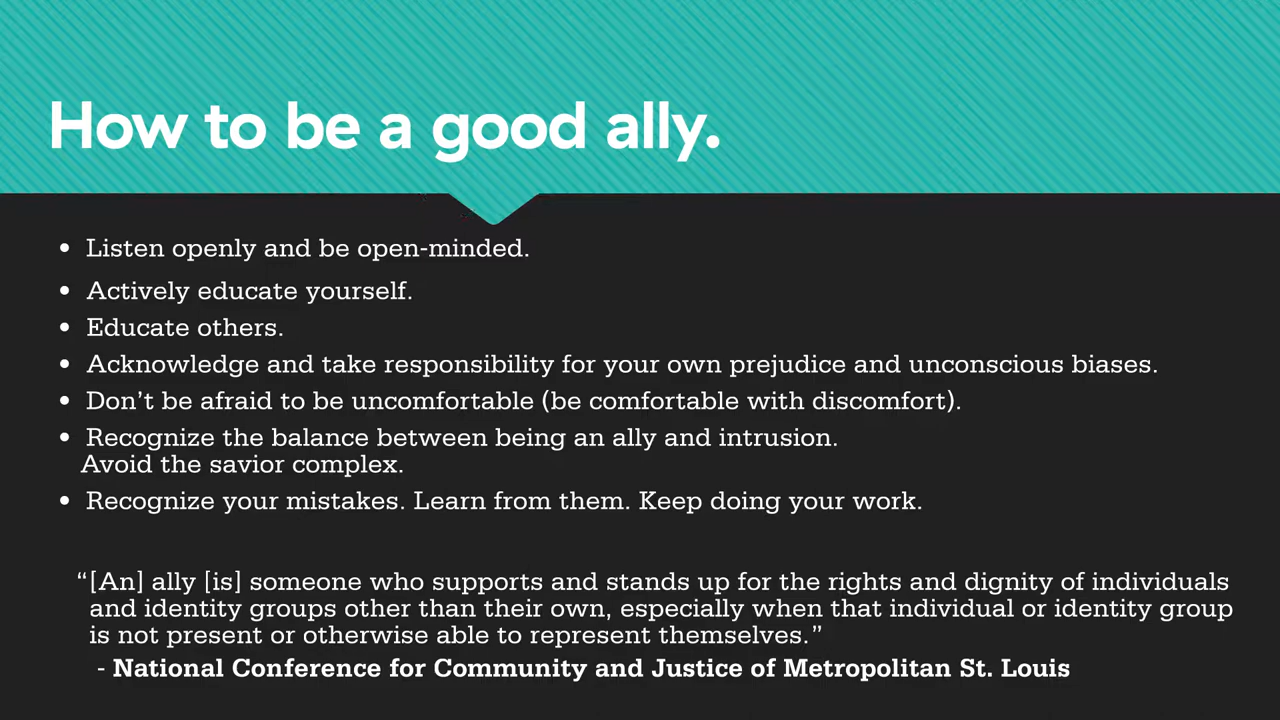 How to be a good ally.
• Listen openly and be open-minded.
• Actively educate yourself.
• Educate others.
• Acknowledge and take responsibility for your own prejudice and unconscious biases.
• Don’t be afraid to be uncomfortable (be comfortable with discomfort).
• Recognize the balance between being an ally and intrusion.
Avoid the savior complex.
• Recognize your mistakes. Learn from them. Keep doing your work.
“[An] ally [is] someone who supports and stands up for the rights and dignity of individuals
and identity groups other than their own, especially when that individual or identity group
is not present or otherwise able to represent themselves.”
- National Conference for Community and Justice of Metropolitan St. Louis